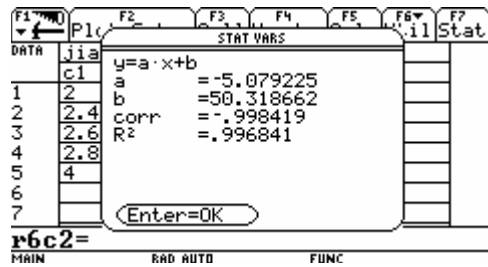 F1 F2 F3 F4 F5 F6 F7
Stat
STAT VARS
DATA jia
c1
y=a·x+b
a =-5.079225
b =50.318662
corr =-.998419
R² =.996841
1 2
2 2.4
3 2.6
4 2.8
5 4
6
7
Enter=OK
r6c2=
MAIN RAD AUTO FUNC